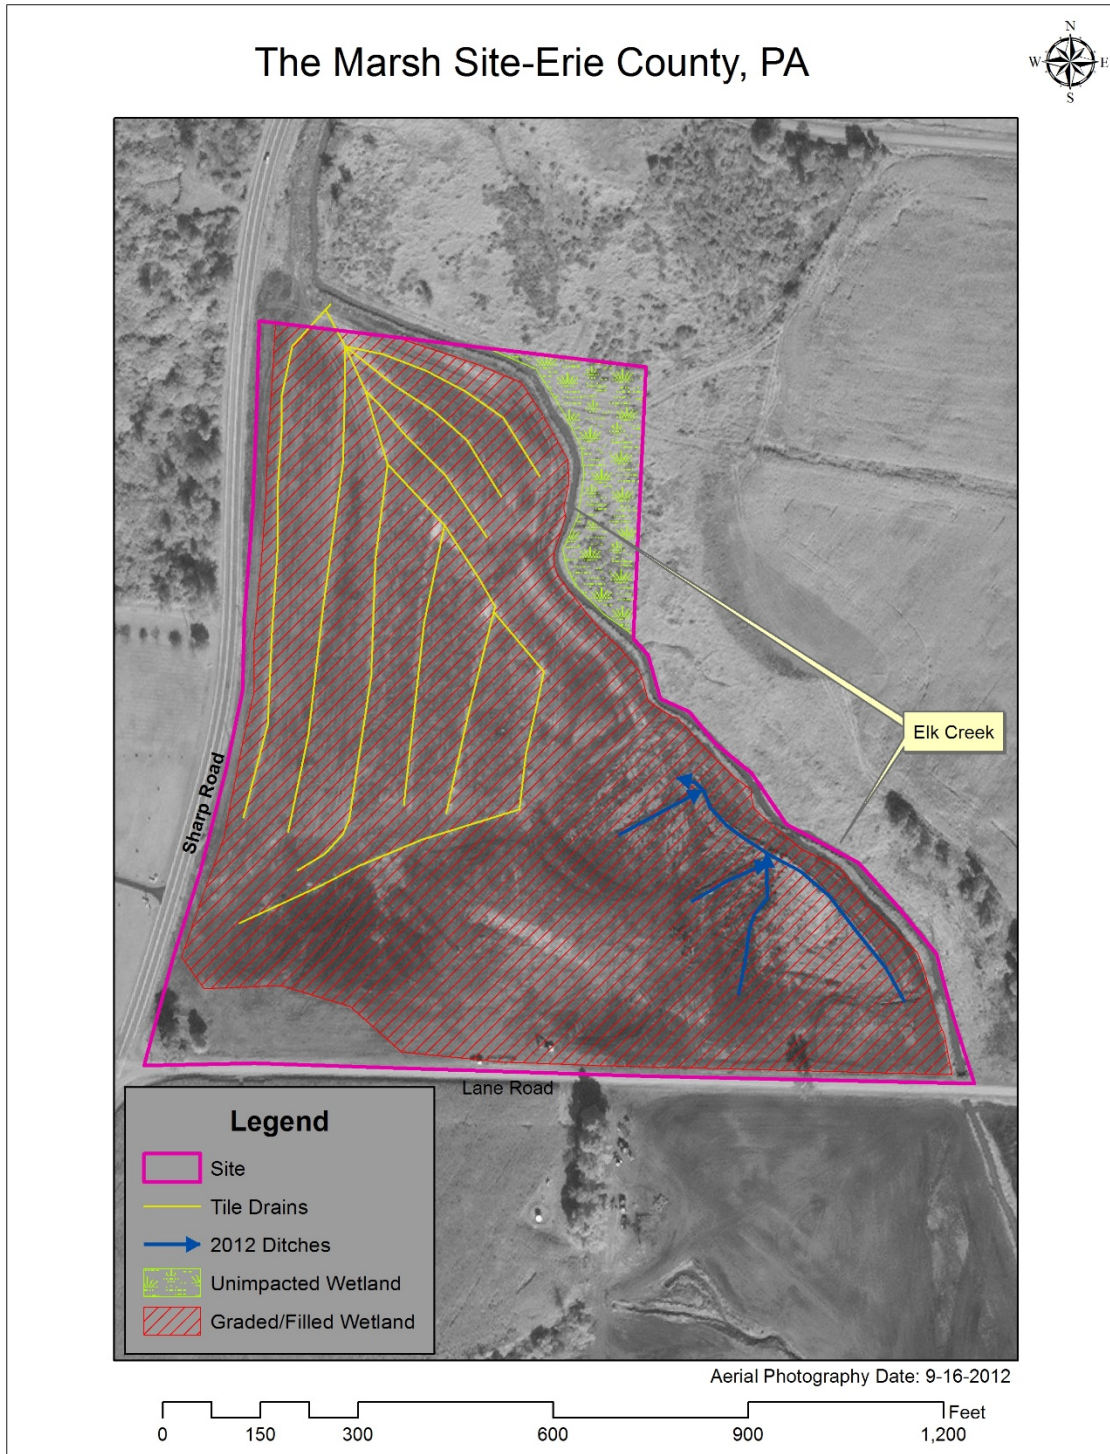 The Marsh Site-Erie County, PA
N
W E
S
Elk Creek
Sharp Road
Lane Road
Legend
Site
Tile Drains
2012 Ditches
Unimpacted Wetland
Graded/Filled Wetland
Aerial Photography Date: 9-16-2012
Feet
0 150 300 600 900 1,200